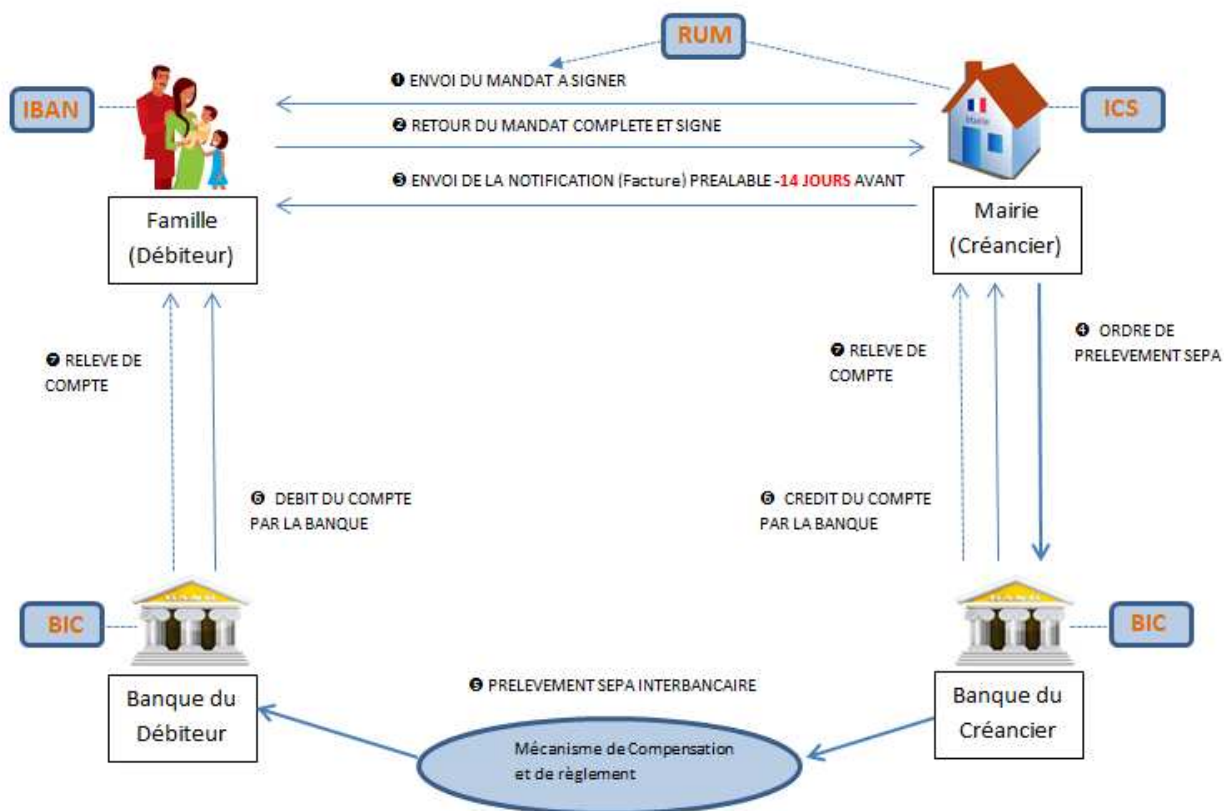 RUM
❶ ENVOI DU MANDAT A SIGNER
IBAN
ICS
Mairie
❷ RETOUR DU MANDAT COMPLETE ET SIGNE
❸ ENVOI DE LA NOTIFICATION (Facture) PREALABLE -14 JOURS AVANT
Famille
(Débiteur)
Mairie
(Créancier)
❼ RELEVE DE
COMPTE
❼ RELEVE DE
COMPTE
❹ ORDRE DE
PRELEVEMENT SEPA
❻ DEBIT DU COMPTE
PAR LA BANQUE
❻ CREDIT DU COMPTE
PAR LA BANQUE
BIC
BIC
Banque du
Débiteur
❺ PRELEVEMENT SEPA INTERBANCAIRE
Banque du
Créancier
Mécanisme de Compensation
et de règlement